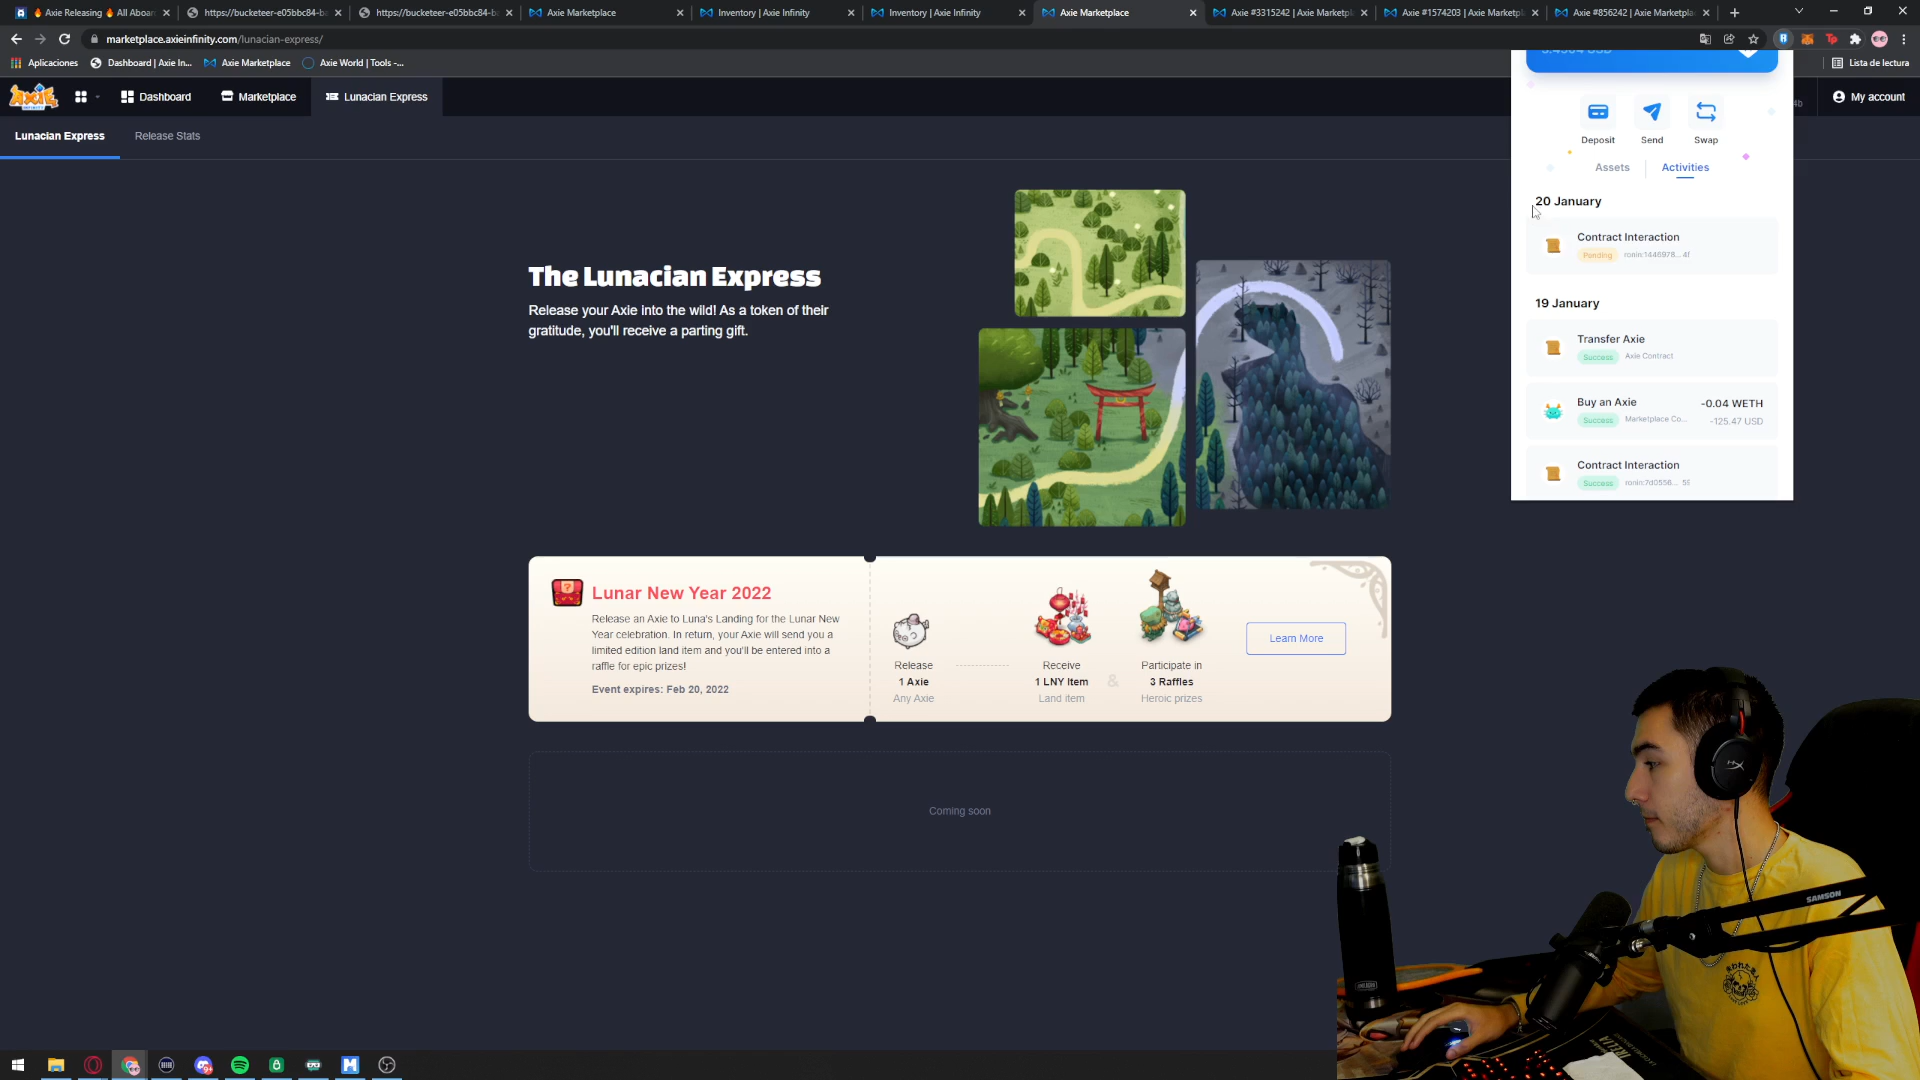 Axie Releasing 🔥 All Aboar
https://bucketeer-e05bbc84-ba
https://bucketeer-e05bbc84-b
Axie Marketplace
Inventory | Axie Infinity
Inventory | Axie Infinity
Axie Marketplace
Axie #3315242 | Axie Marketpl
Axie #1574203 | Axie Marketpl
Axie #856242 | Axie Marketpla
marketplace.axieinfinity.com/lunacian-express/
Aplicaciones
Dashboard | Axie In...
Axie Marketplace
Axie World | Tools -...
Lista de lectura
AXIE
Dashboard
Marketplace
Lunacian Express
My account
Lunacian Express
Release Stats
Deposit
Send
Swap
Assets
Activities
20 January
Contract Interaction
Pending
19 January
Transfer Axie
Success Axie Contract
Buy an Axie -0.04 WETH
Success Marketplace Co... -125.47 USD
Contract Interaction
Success
The Lunacian Express
Release your Axie into the wild! As a token of their
gratitude, you'll receive a parting gift.
Lunar New Year 2022
Release an Axie to Luna's Landing for the Lunar New
Year celebration. In return, your Axie will send you a
limited edition land item and you'll be entered into a
raffle for epic prizes!
Event expires: Feb 20, 2022
Release
1 Axie
Any Axie
Receive
1 LNY Item
Land item
&
Participate in
3 Raffles
Heroic prizes
Learn More
Coming soon
SAMSON